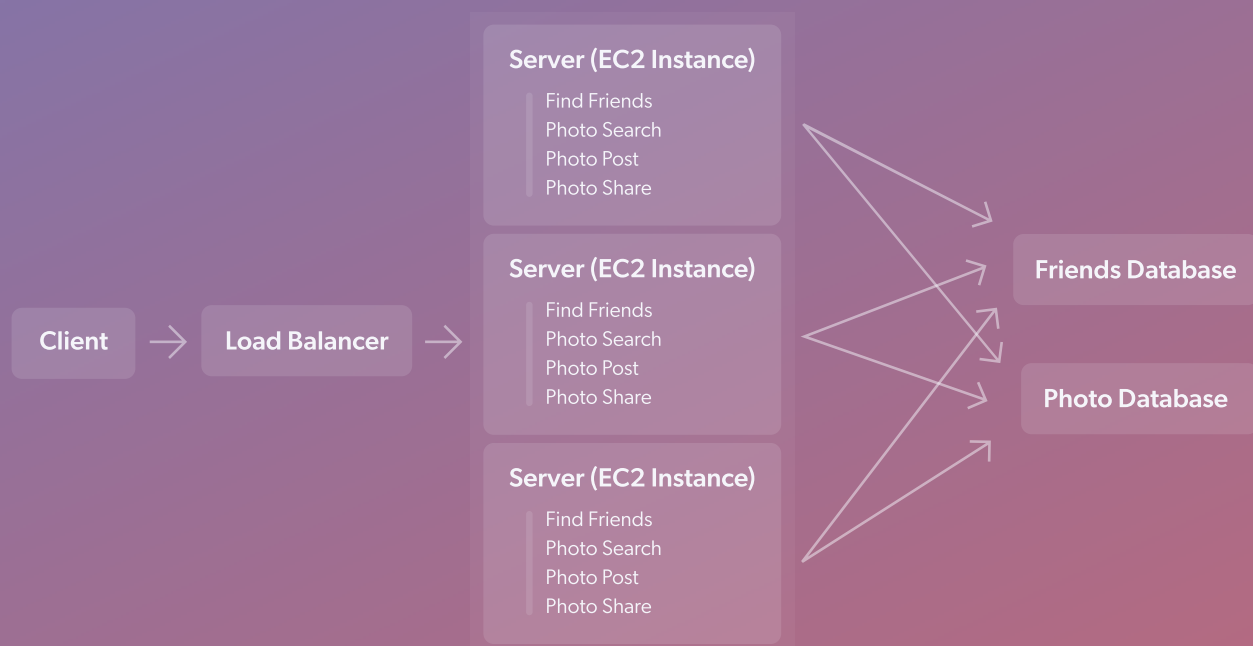 Client
Load Balancer
Server (EC2 Instance)
Find Friends
Photo Search
Photo Post
Photo Share
Server (EC2 Instance)
Find Friends
Photo Search
Photo Post
Photo Share
Server (EC2 Instance)
Find Friends
Photo Search
Photo Post
Photo Share
Friends Database
Photo Database